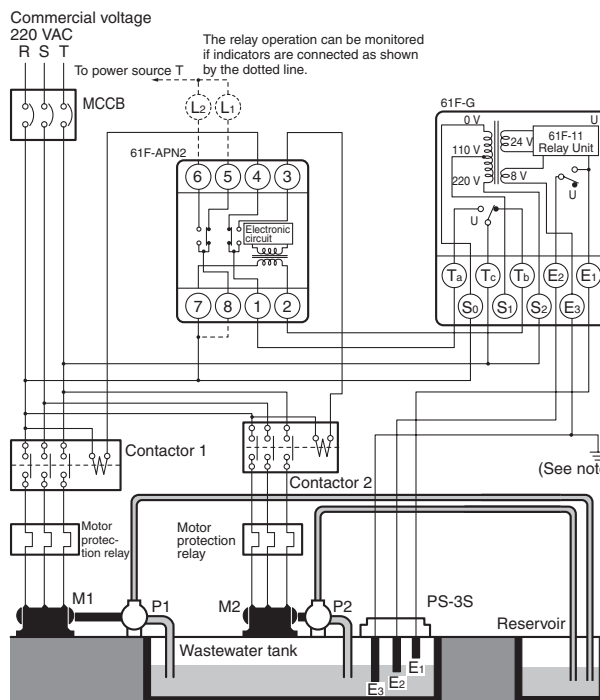 Commercial voltage
220 VAC
R S T
The relay operation can be monitored
if indicators are connected as shown
by the dotted line.
To power source T
MCCB
L2 L1
61F-APN2
6 5 4 3
Electronic
circuit
7 8 1 2
61F-G
0 V
110 V
220 V
24 V
8 V
61F-11
Relay Unit
U
U
U
Ta Tc Tb E2 E1
S0 S1 S2 E3
Contactor 1
Contactor 2
(See not
Motor
protec-
tion relay
Motor
protection
relay
M1
P1
M2
P2
PS-3S
Reservoir
Wastewater tank
E3
E2
E1